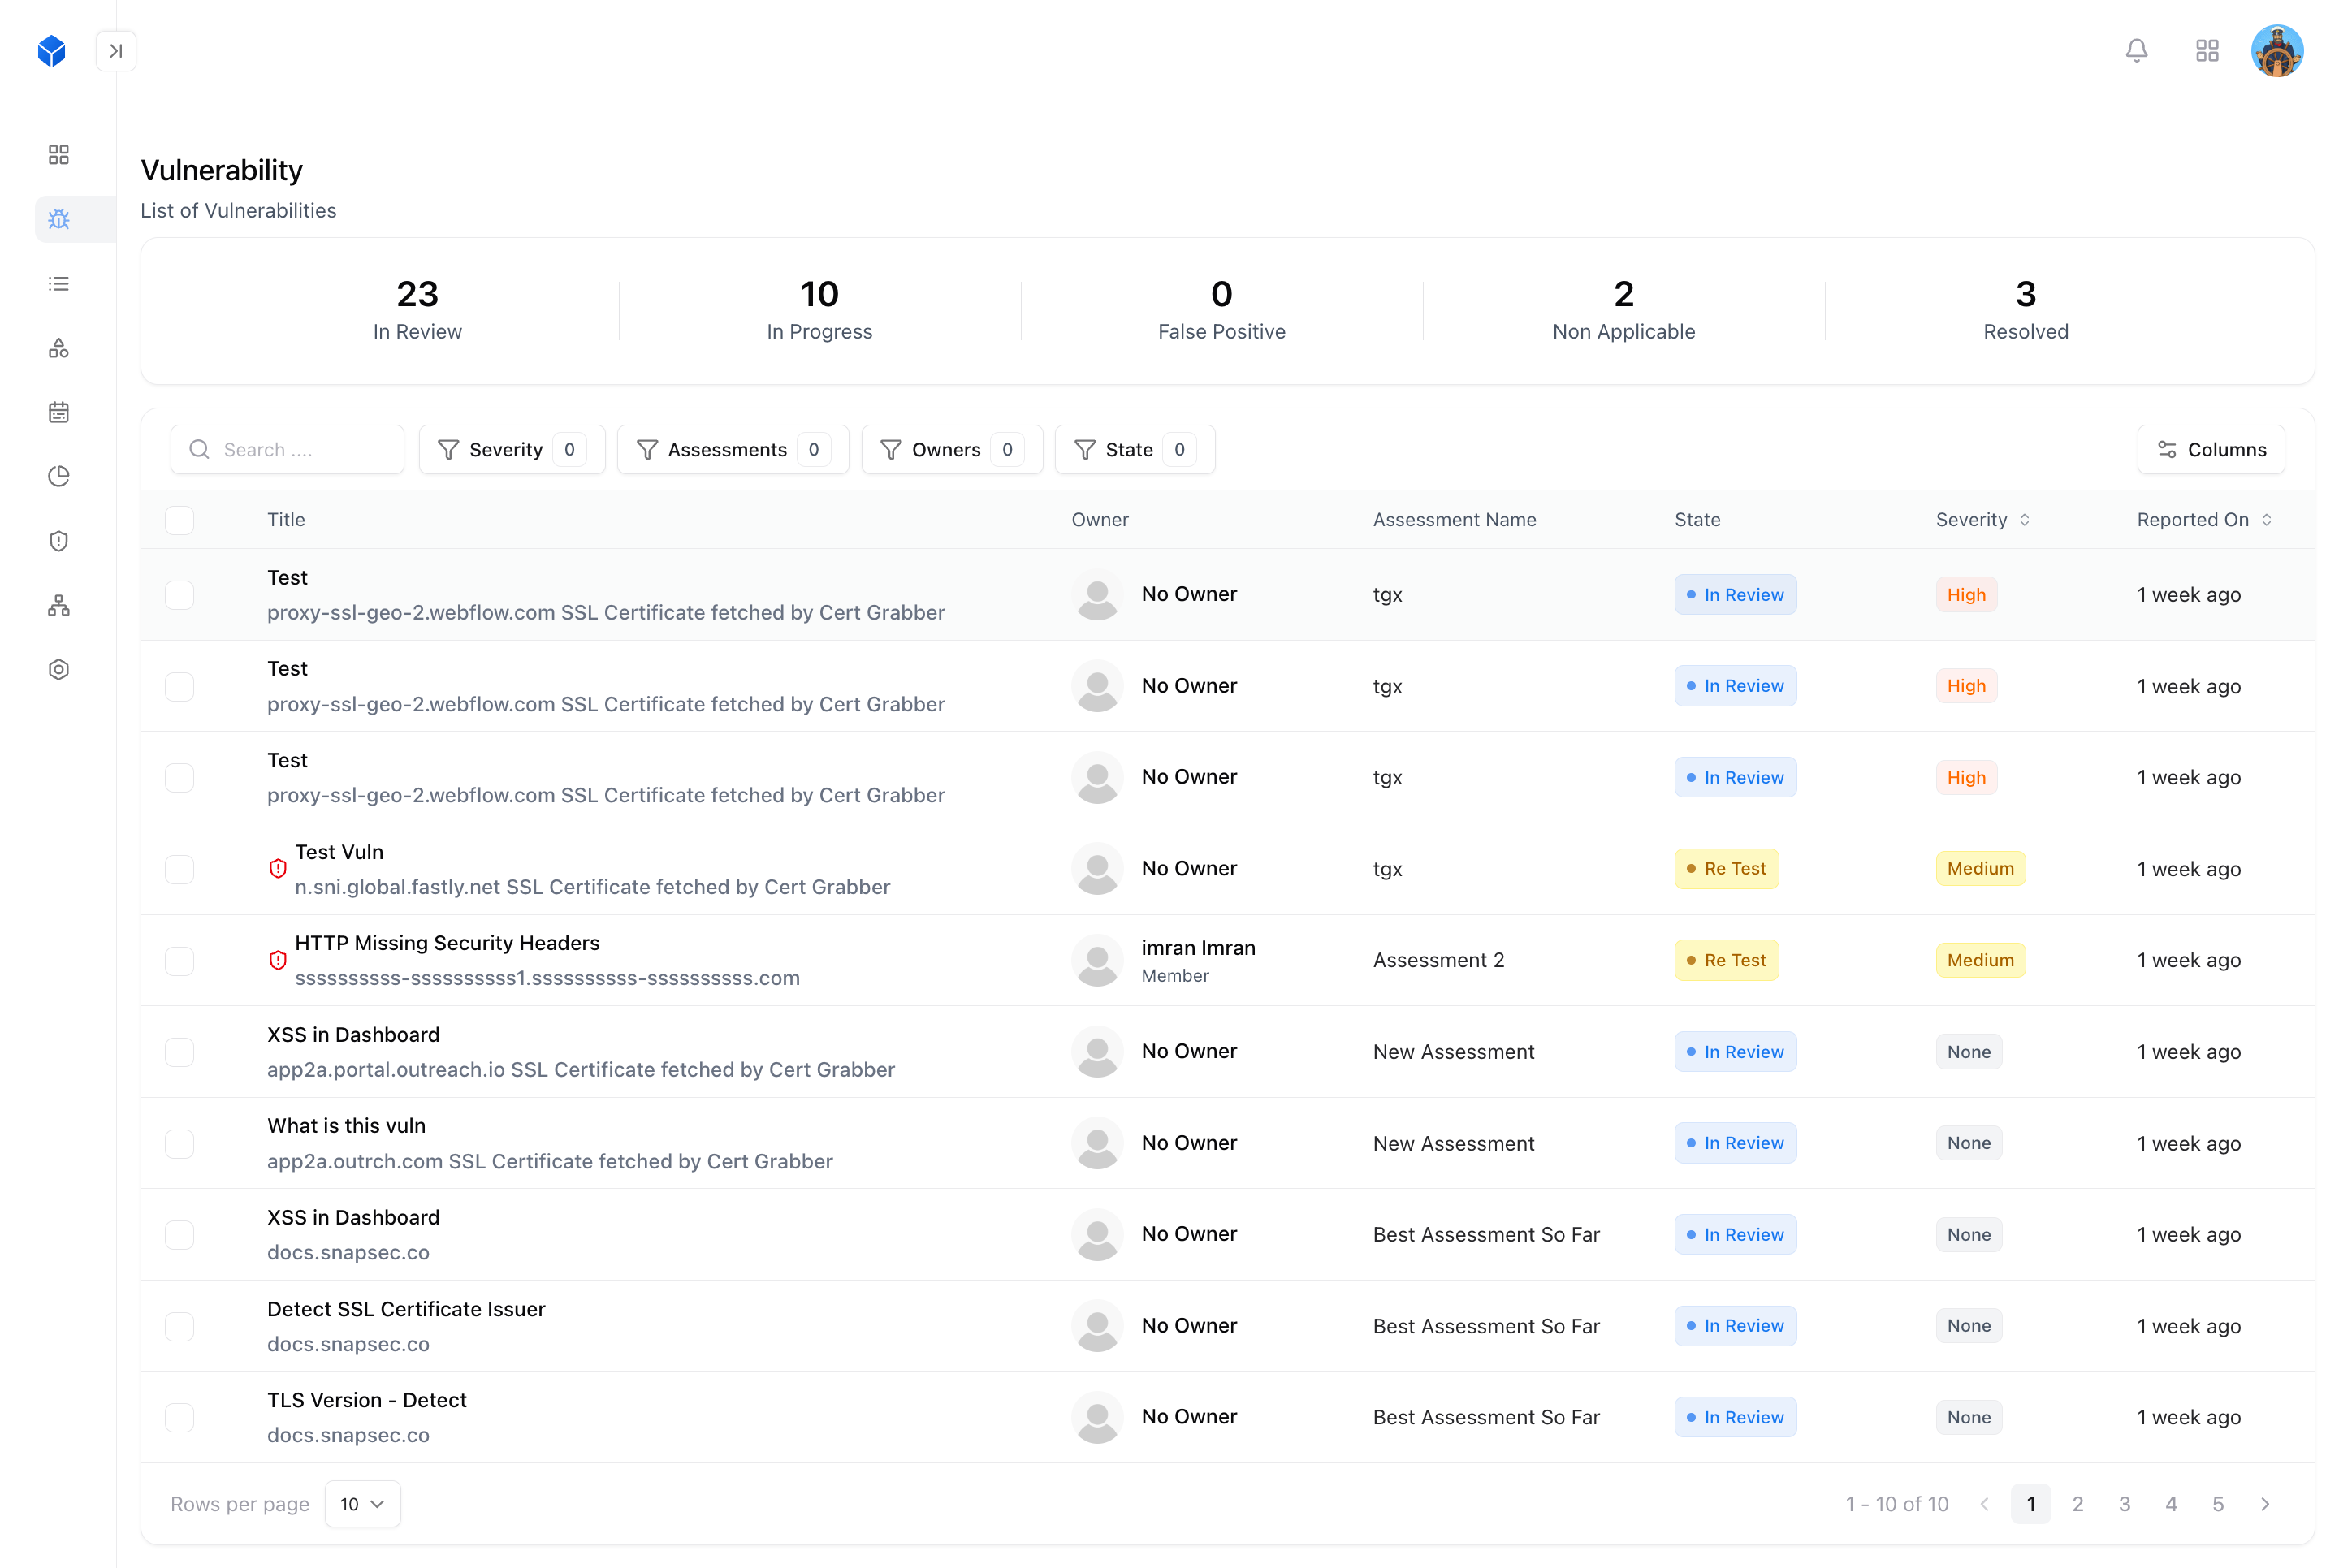 Vulnerability
List of Vulnerabilities
23
In Review
10
In Progress
0
False Positive
2
Non Applicable
3
Resolved
Search ....
Severity 0
Assessments 0
Owners 0
State 0
Columns
Title Owner Assessment Name State Severity Reported On
Test
proxy-ssl-geo-2.webflow.com SSL Certificate fetched by Cert Grabber
No Owner tgx In Review High 1 week ago
Test
proxy-ssl-geo-2.webflow.com SSL Certificate fetched by Cert Grabber
No Owner tgx In Review High 1 week ago
Test
proxy-ssl-geo-2.webflow.com SSL Certificate fetched by Cert Grabber
No Owner tgx In Review High 1 week ago
Test Vuln
n.sni.global.fastly.net SSL Certificate fetched by Cert Grabber
No Owner tgx Re Test Medium 1 week ago
HTTP Missing Security Headers
ssssssssss-ssssssssss1.ssssssssss-ssssssssss.com
imran Imran
Member
Assessment 2 Re Test Medium 1 week ago
XSS in Dashboard
app2a.portal.outreach.io SSL Certificate fetched by Cert Grabber
No Owner New Assessment In Review None 1 week ago
What is this vuln
app2a.outrch.com SSL Certificate fetched by Cert Grabber
No Owner New Assessment In Review None 1 week ago
XSS in Dashboard
docs.snapsec.co
No Owner Best Assessment So Far In Review None 1 week ago
Detect SSL Certificate Issuer
docs.snapsec.co
No Owner Best Assessment So Far In Review None 1 week ago
TLS Version - Detect
docs.snapsec.co
No Owner Best Assessment So Far In Review None 1 week ago
Rows per page 10
1 - 10 of 10 1 2 3 4 5